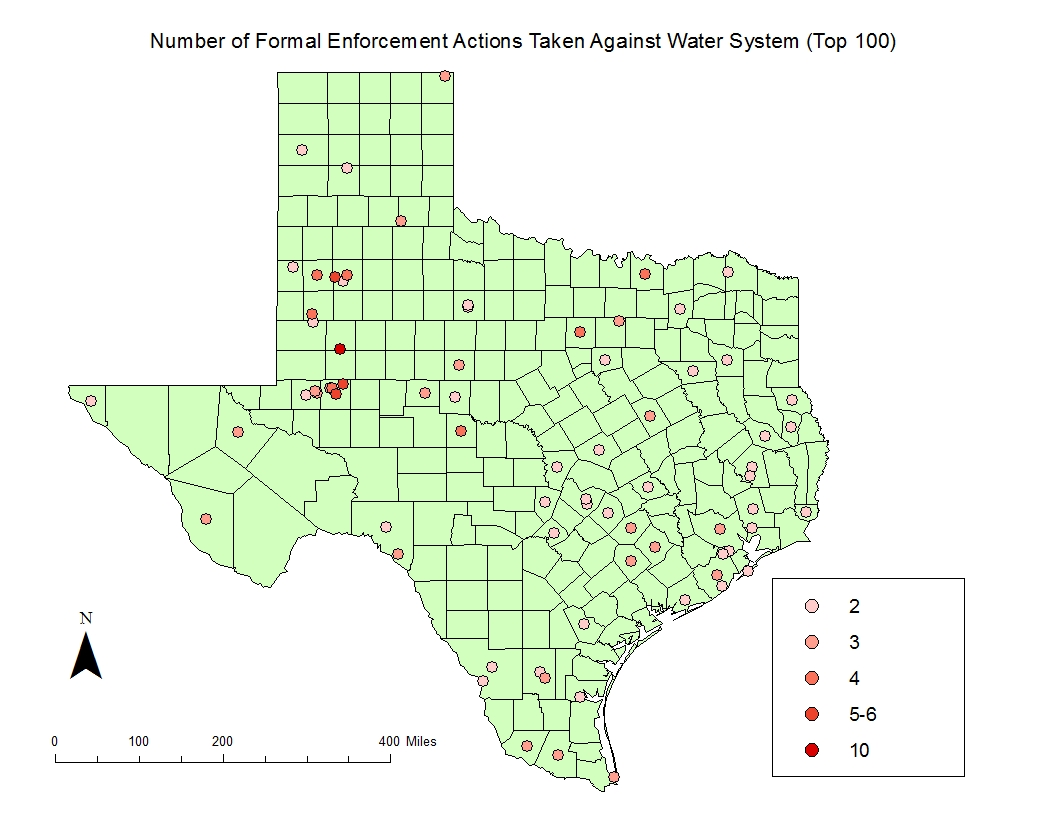 Number of Formal Enforcement Actions Taken Against Water System (Top 100)
2
3
4
5-6
10
N
0 100 200 400 Miles